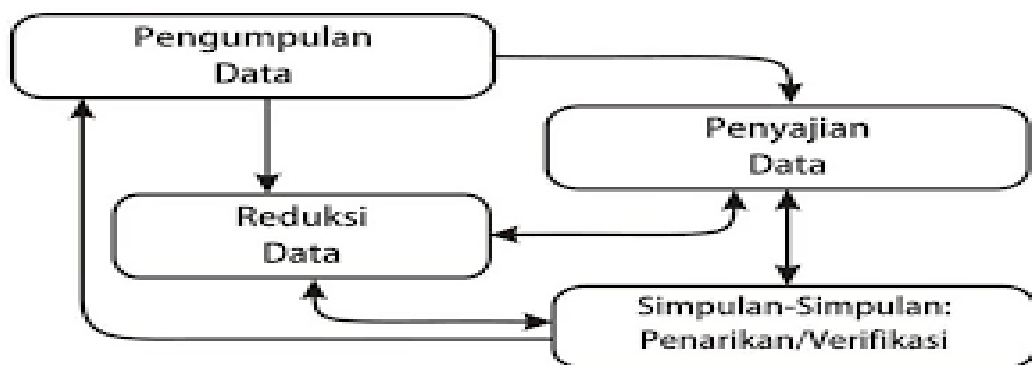 Pengumpulan
Data
Penyajian
Data
Reduksi
Data
Simpulan-Simpulan:
Penarikan/Verifikasi